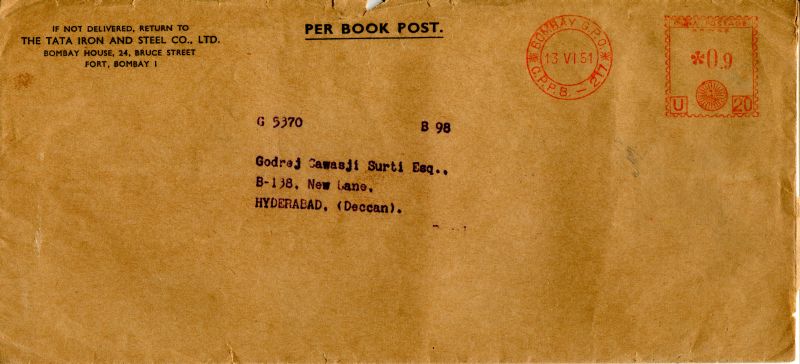 IF NOT DELIVERED, RETURN TO
THE TATA IRON AND STEEL CO., LTD.
BOMBAY HOUSE, 24, BRUCE STREET
FORT, BOMBAY 1
PER BOOK POST.
BOMBAY G.P.O.
13 VI 51
C.P.P.B. - 217
POSTAGE
*0.9
U 20
G 5370 B 98
Godrej Cawasji Surti Esq.,
B-138, New Lane,
HYDERABAD, (Deccan).